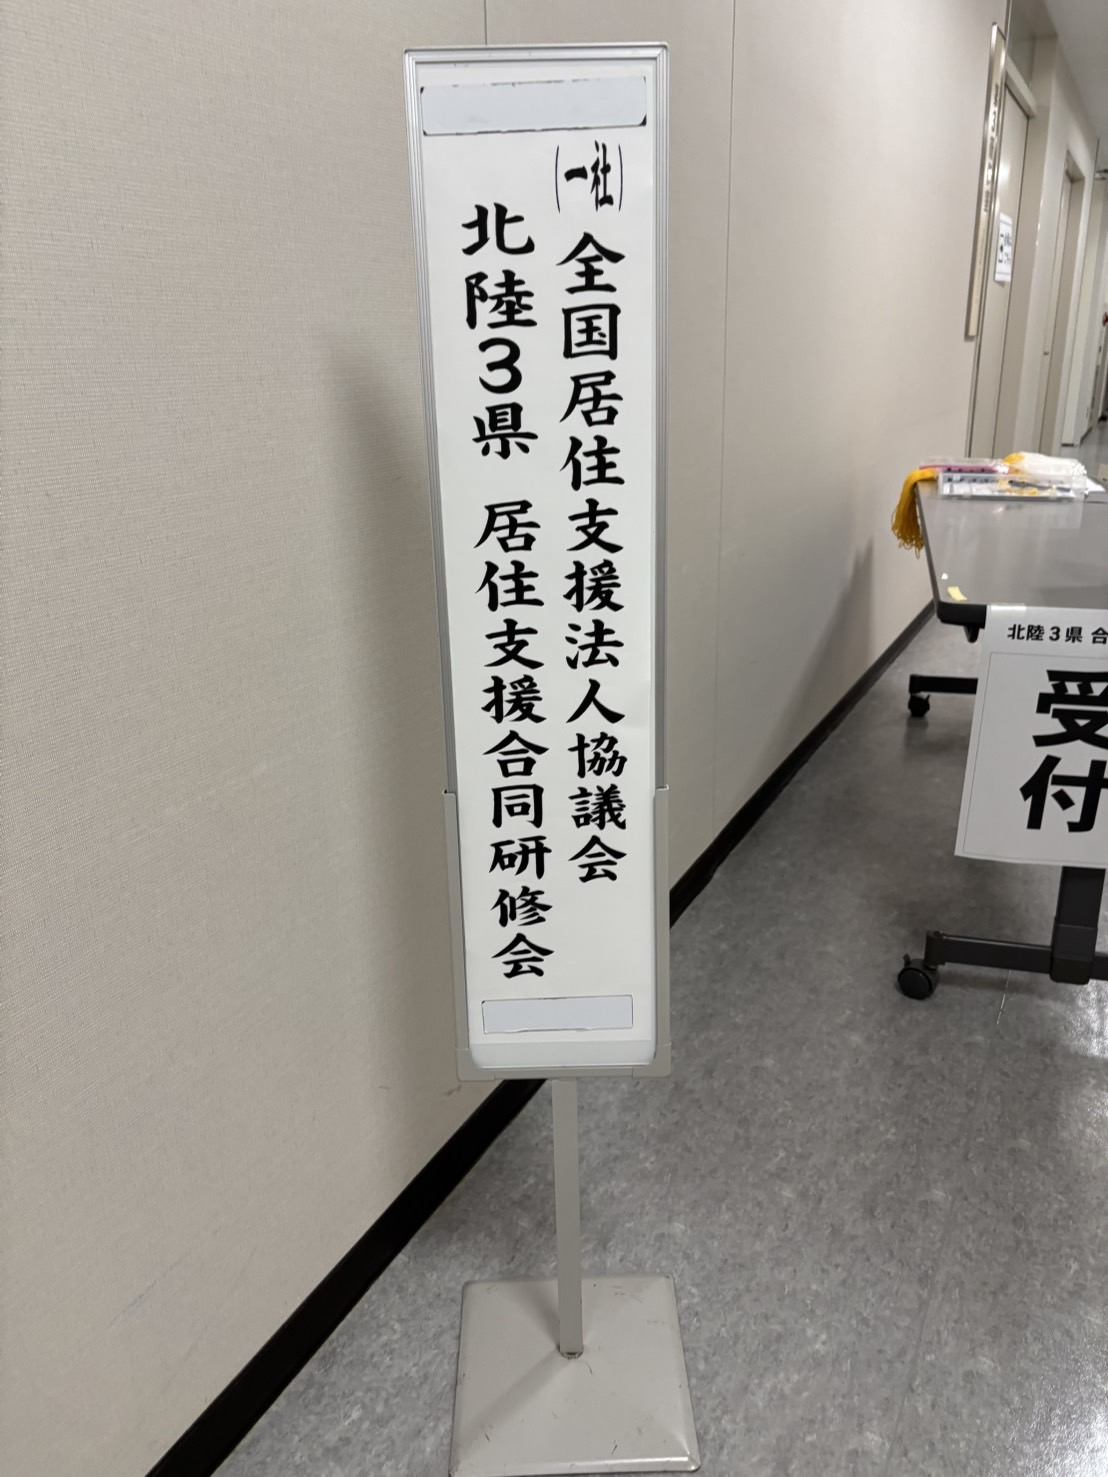 (一社)全国居住支援法人協議会
北陸3県 居住支援合同研修会
北陸3県 合
受付